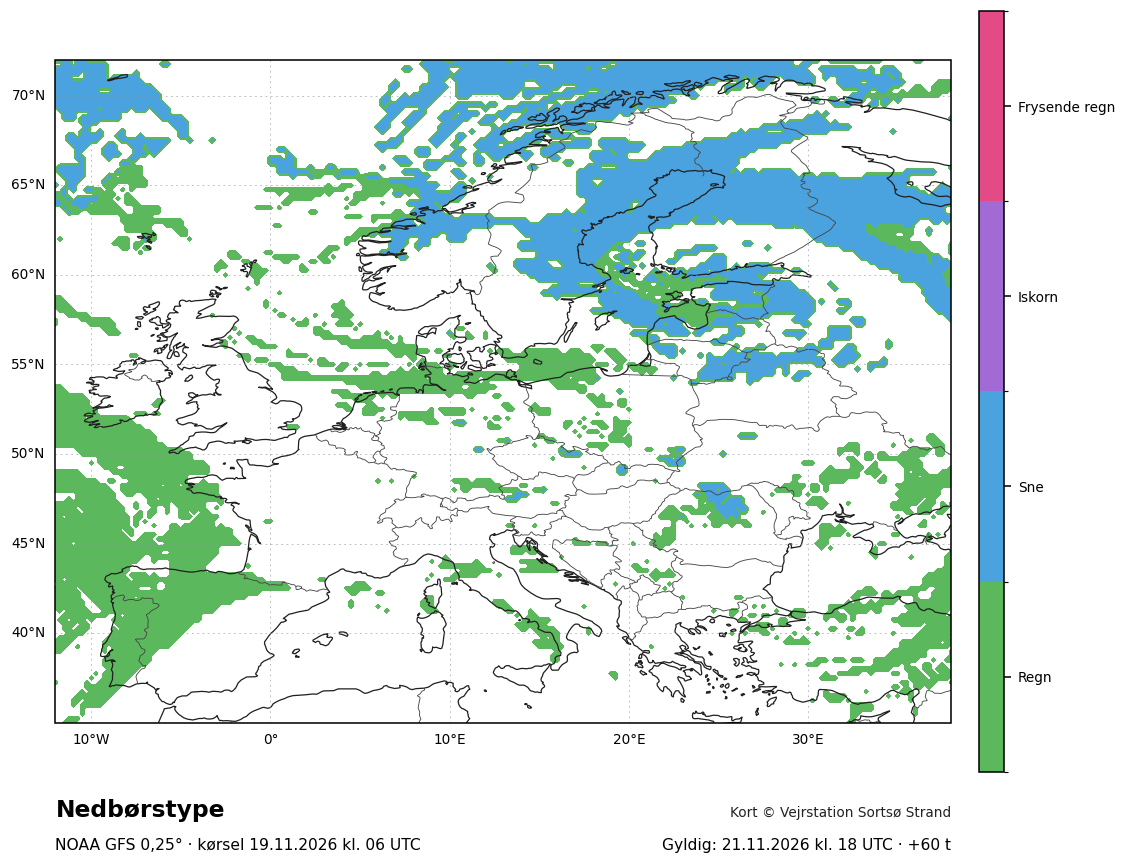 70°N
65°N
60°N
55°N
50°N
45°N
40°N
10°W
0°
10°E
20°E
30°E
Frysende regn
Iskorn
Sne
Regn
Nedbørstype
Kort © Vejrstation Sortsø Strand
NOAA GFS 0,25° · kørsel 19.11.2026 kl. 06 UTC
Gyldig: 21.11.2026 kl. 18 UTC · +60 t